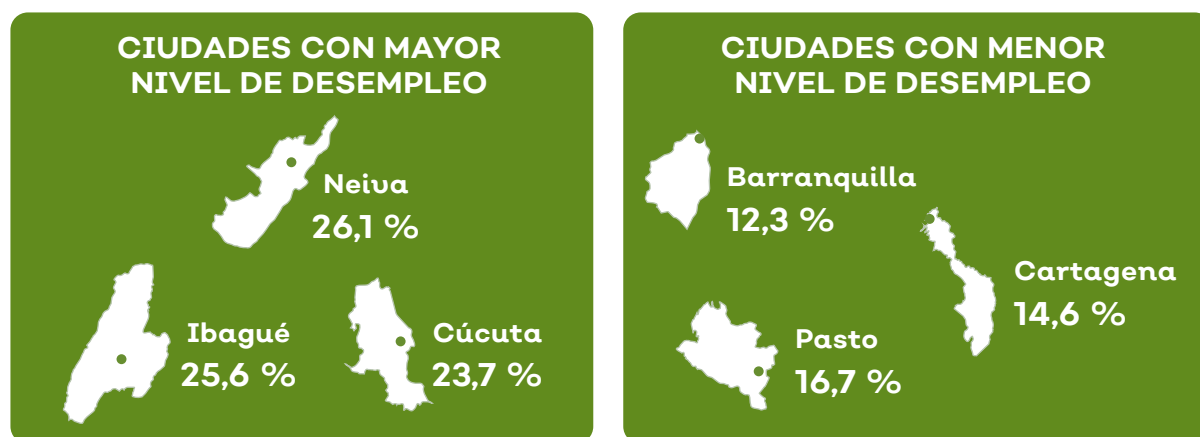 CIUDADES CON MAYOR
NIVEL DE DESEMPLEO
Neiva
26,1 %
Ibagué
25,6 %
Cúcuta
23,7 %
CIUDADES CON MENOR
NIVEL DE DESEMPLEO
Barranquilla
12,3 %
Cartagena
14,6 %
Pasto
16,7 %